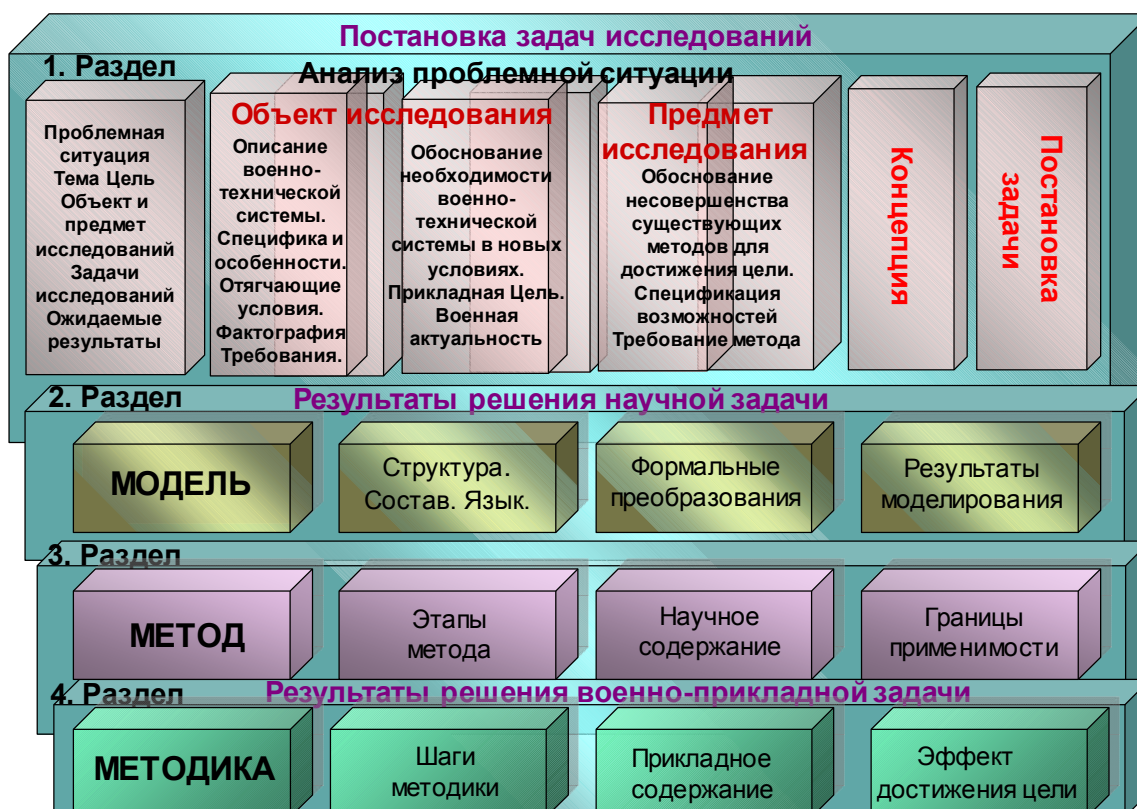 Постановка задач исследований
1. Раздел
Анализ проблемной ситуации
Проблемная
ситуация
Тема Цель
Объект и
предмет
исследований
Задачи
исследований
Ожидаемые
результаты
Объект исследования
Описание
военно-
технической
системы.
Специфика и
особенности.
Отягчающие
условия.
Фактография
Требования.
Обоснование
необходимости
военно-
технической
системы в новых
условиях.
Прикладная Цель.
Военная
актуальность
Предмет
исследования
Обоснование
несовершенства
существующих
методов для
достижения цели.
Спецификация
возможностей
Требование метода
Концепция
Постановка
задачи
2. Раздел
Результаты решения научной задачи
МОДЕЛЬ
Структура.
Состав. Язык.
Формальные
преобразования
Результаты
моделирования
3. Раздел
МЕТОД
Этапы
метода
Научное
содержание
Границы
применимости
4. Раздел
Результаты решения военно-прикладной задачи
МЕТОДИКА
Шаги
методики
Прикладное
содержание
Эффект
достижения цели